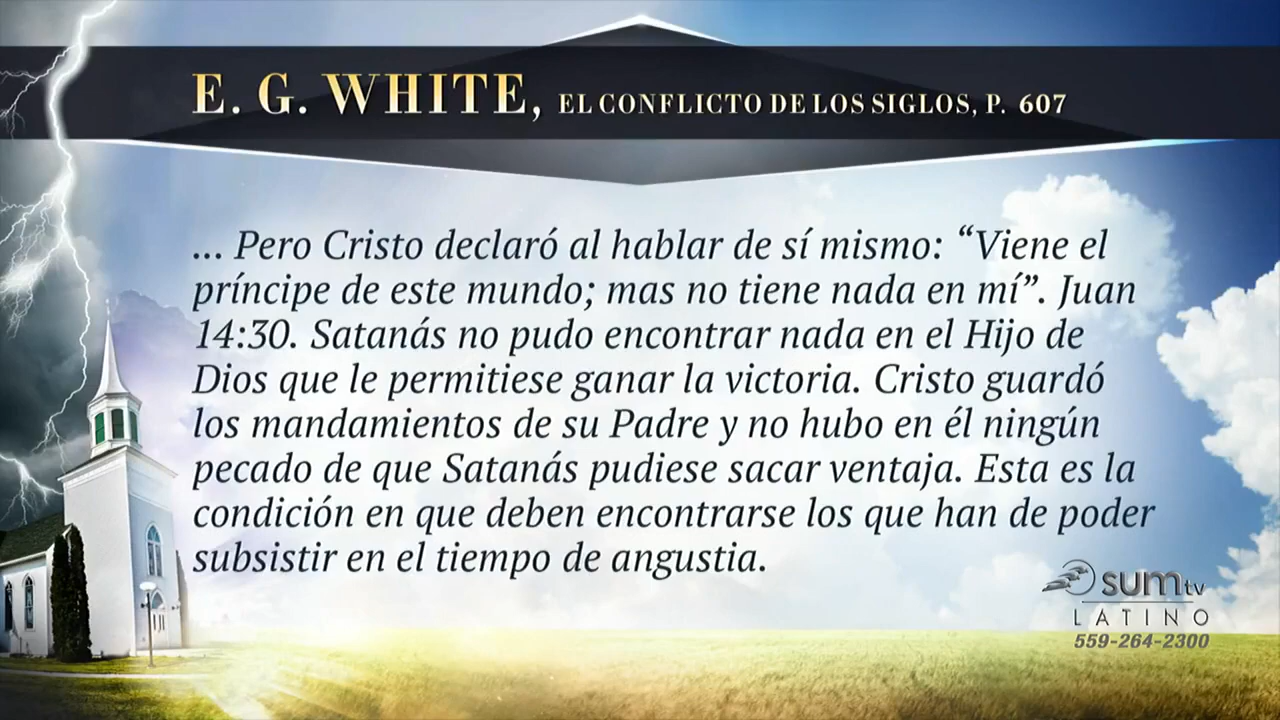 E. G. WHITE, EL CONFLICTO DE LOS SIGLOS, P. 607
... Pero Cristo declaró al hablar de sí mismo: “Viene el
príncipe de este mundo; mas no tiene nada en mí”. Juan
14:30. Satanás no pudo encontrar nada en el Hijo de
Dios que le permitiese ganar la victoria. Cristo guardó
los mandamientos de su Padre y no hubo en él ningún
pecado de que Satanás pudiese sacar ventaja. Esta es la
condición en que deben encontrarse los que han de poder
subsistir en el tiempo de angustia.
sumtv
LATINO
559-264-2300